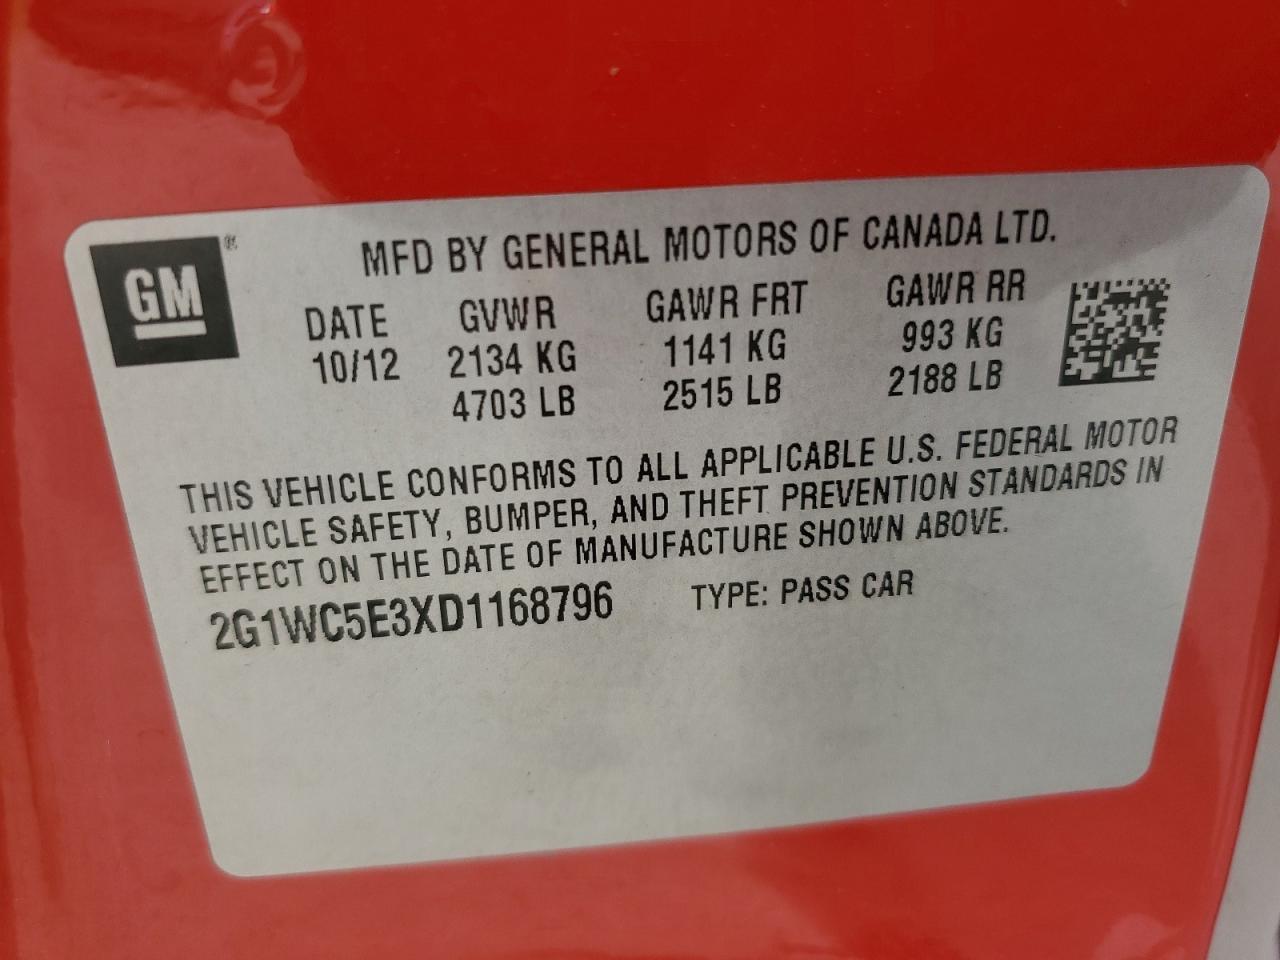 GM ®
MFD BY GENERAL MOTORS OF CANADA LTD.
DATE GVWR GAWR FRT GAWR RR
10/12 2134 KG 1141 KG 993 KG
4703 LB 2515 LB 2188 LB
THIS VEHICLE CONFORMS TO ALL APPLICABLE U.S. FEDERAL MOTOR
VEHICLE SAFETY, BUMPER, AND THEFT PREVENTION STANDARDS IN
EFFECT ON THE DATE OF MANUFACTURE SHOWN ABOVE.
2G1WC5E3XD1168796 TYPE: PASS CAR